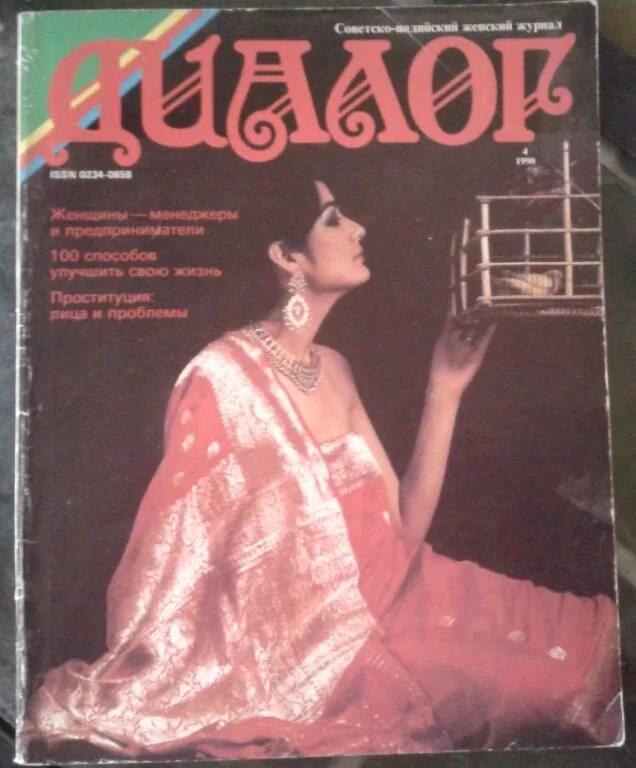 Советско-индийский женский журнал
ДИАЛОГ
4
1990
ISSN 0234-0658
Женщины — менеджеры
и предприниматели
100 способов
улучшить свою жизнь
Проституция:
лица и проблемы